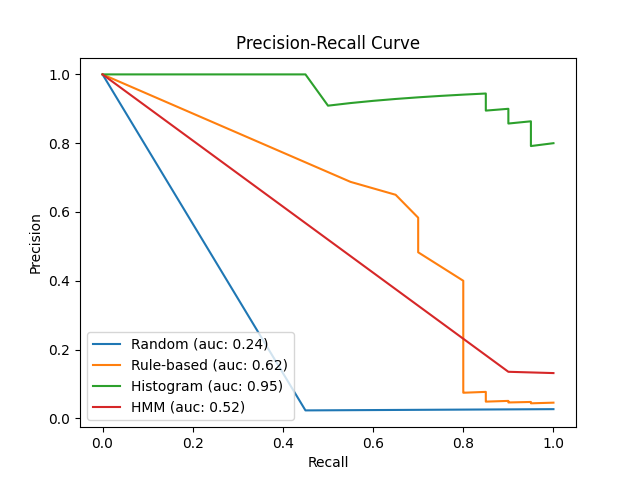 Precision-Recall Curve
Precision
1.0
0.8
0.6
0.4
0.2
0.0
Random (auc: 0.24)
Rule-based (auc: 0.62)
Histogram (auc: 0.95)
HMM (auc: 0.52)
0.0 0.2 0.4 0.6 0.8 1.0
Recall